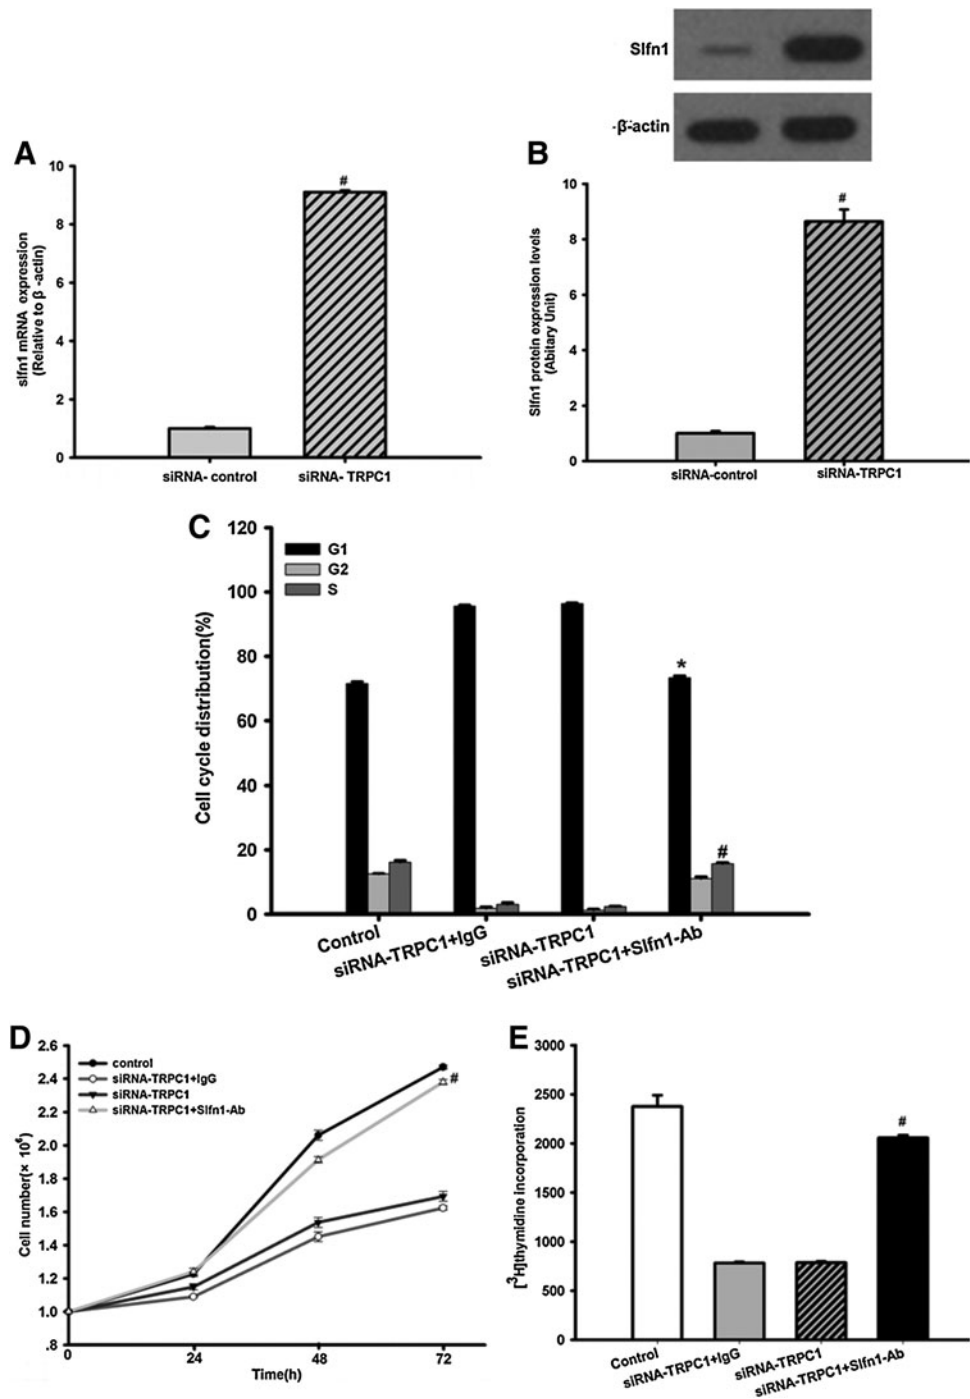 Slfn1
β-actin
A
10
8
6
4
2
0
slfn1 mRNA expression
(Relative to β -actin)
#
siRNA- control
siRNA- TRPC1
B
10
8
6
4
2
0
Slfn1 protein expression levels
(Abitary Unit)
#
siRNA-control
siRNA-TRPC1
C
120
100
80
60
40
20
0
Cell cycle distribution(%)
G1
G2
S
*
#
Control
siRNA-TRPC1+IgG
siRNA-TRPC1
siRNA-TRPC1+Slfn1-Ab
D
2.6
2.4
2.2
2.0
1.8
1.6
1.4
1.2
1.0
.8
Cell number(× 10⁶)
control
siRNA-TRPC1+IgG
siRNA-TRPC1
siRNA-TRPC1+Slfn1-Ab
#
0
24
48
72
Time(h)
E
3000
2500
2000
1500
1000
500
0
[³H]thymidine incorporation
#
Control
siRNA-TRPC1+IgG
siRNA-TRPC1
siRNA-TRPC1+Slfn1-Ab